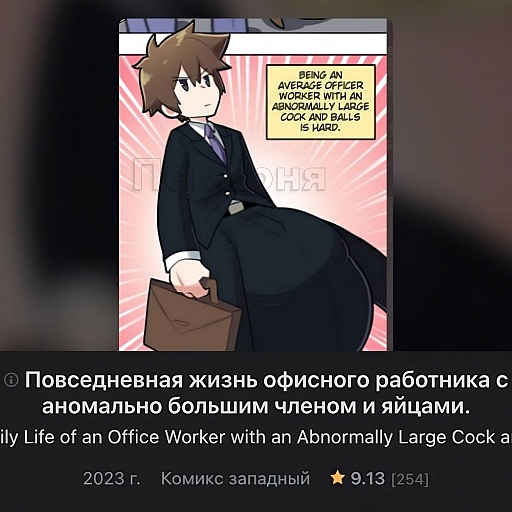 BEING AN
AVERAGE OFFICER
WORKER WITH AN
ABNORMALLY LARGE
COCK AND BALLS
IS HARD.
Повседневная жизнь офисного работника с
аномально большим членом и яйцами.
ily Life of an Office Worker with an Abnormally Large Cock a
2023 г. Комикс западный 9.13 [254]